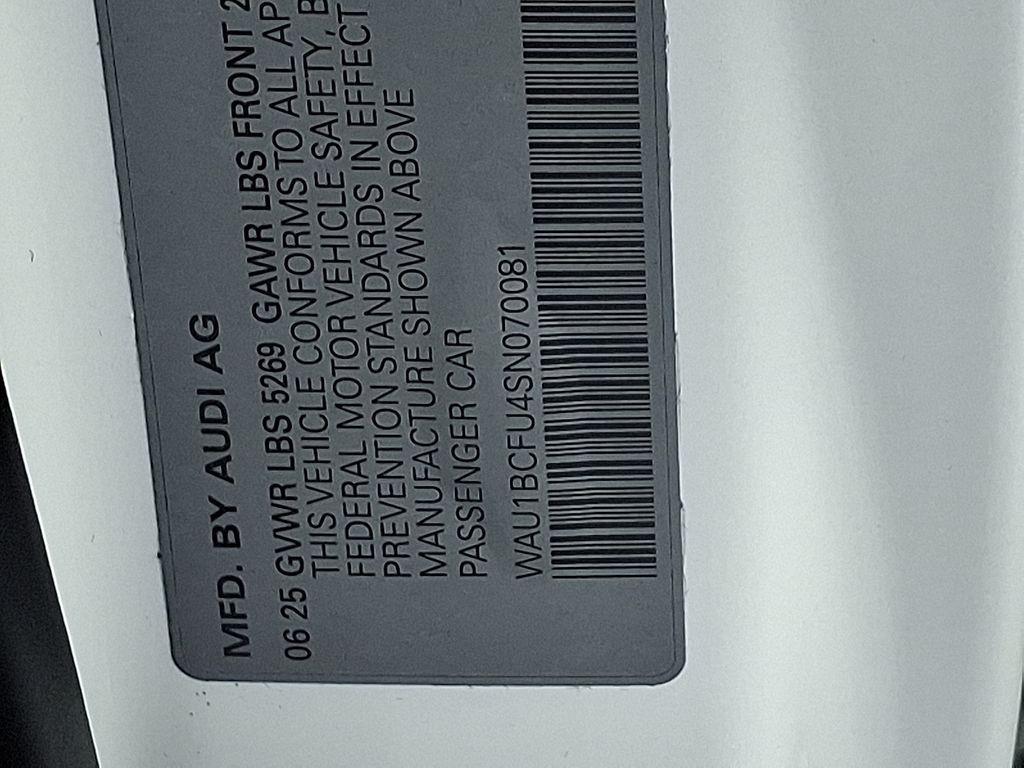 MFD. BY AUDI AG
06 25 GVWR LBS 5269 GAWR LBS FRONT 2
THIS VEHICLE CONFORMS TO ALL AP
FEDERAL MOTOR VEHICLE SAFETY, B
PREVENTION STANDARDS IN EFFECT
MANUFACTURE SHOWN ABOVE
PASSENGER CAR
WAU1BCFU4SN070081